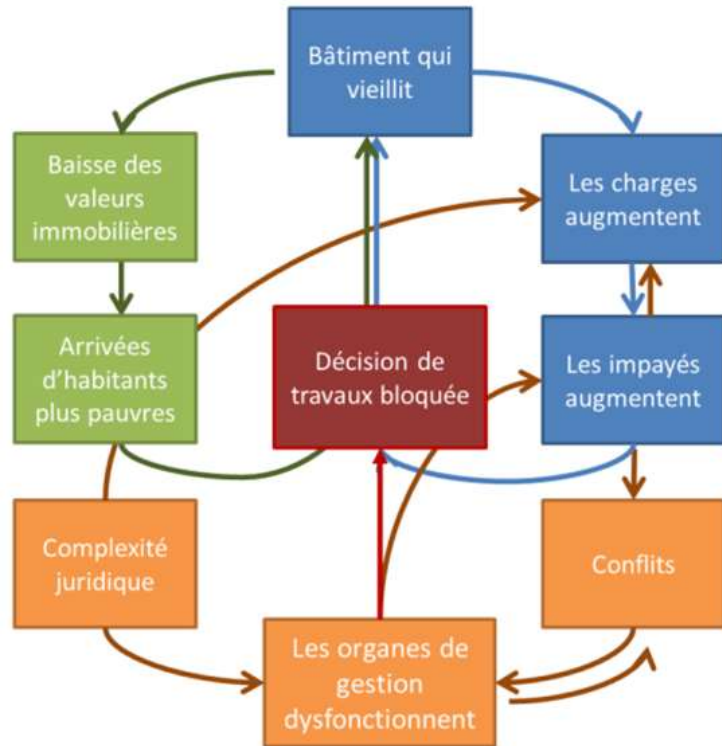 Bâtiment qui
vieillit
Baisse des
valeurs
immobilières
Les charges
augmentent
Arrivées
d'habitants
plus pauvres
Décision de
travaux bloquée
Les impayés
augmentent
Complexité
juridique
Conflits
Les organes de
gestion
dysfonctionnent